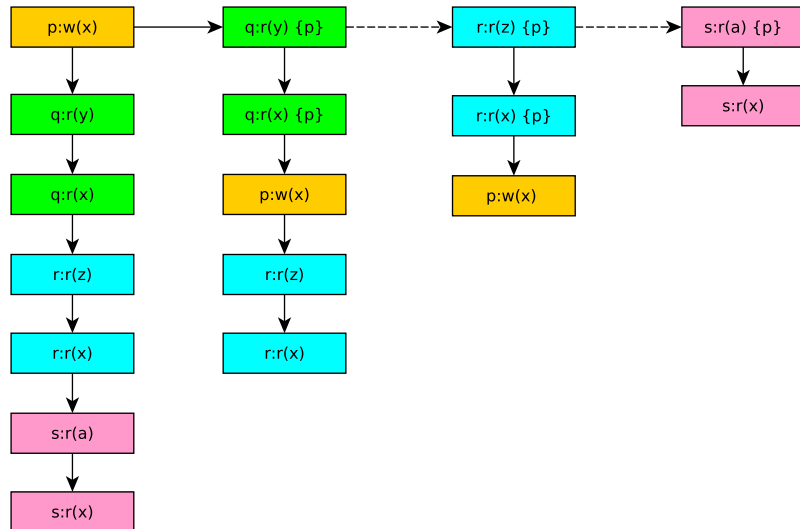 p:w(x)
q:r(y) {p}
r:r(z) {p}
s:r(a) {p}
q:r(y)
q:r(x) {p}
r:r(x) {p}
s:r(x)
q:r(x)
p:w(x)
p:w(x)
r:r(z)
r:r(z)
r:r(x)
r:r(x)
s:r(a)
s:r(x)